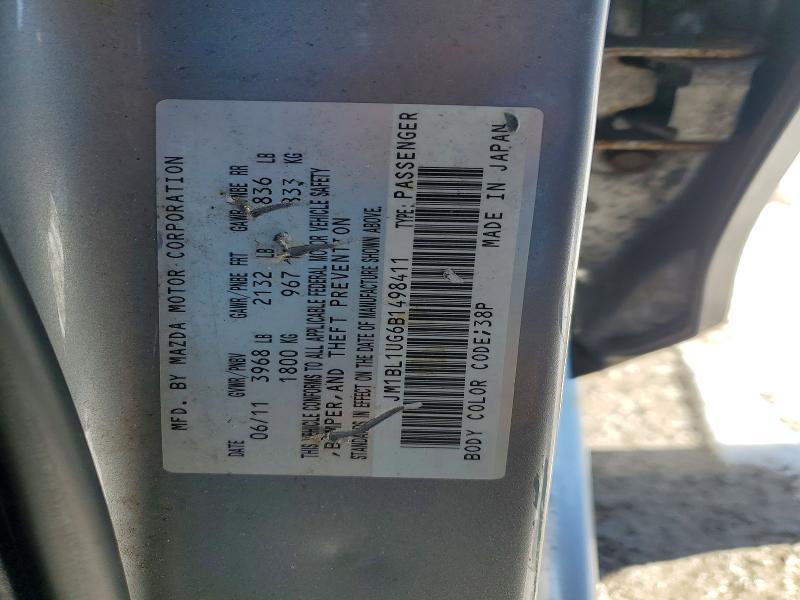 MFD. BY MAZDA MOTOR CORPORATION
DATE GVWR/PNBV GAWR/PNBE FRT GAWR/PNBE RR
06/11 3968 LB 2132 LB 836 LB
1800 KG 967 833 KG
THIS VEHICLE CONFORMS TO ALL APPLICABLE FEDERAL MOTOR VEHICLE SAFETY
,BUMPER,AND THEFT PREVENTION
STANDARDS IN EFFECT ON THE DATE OF MANUFACTURE SHOWN ABOVE.
JM1BL1UG6B1498411 TYPE: PASSENGER
BODY COLOR CODE;38P MADE IN JAPAN